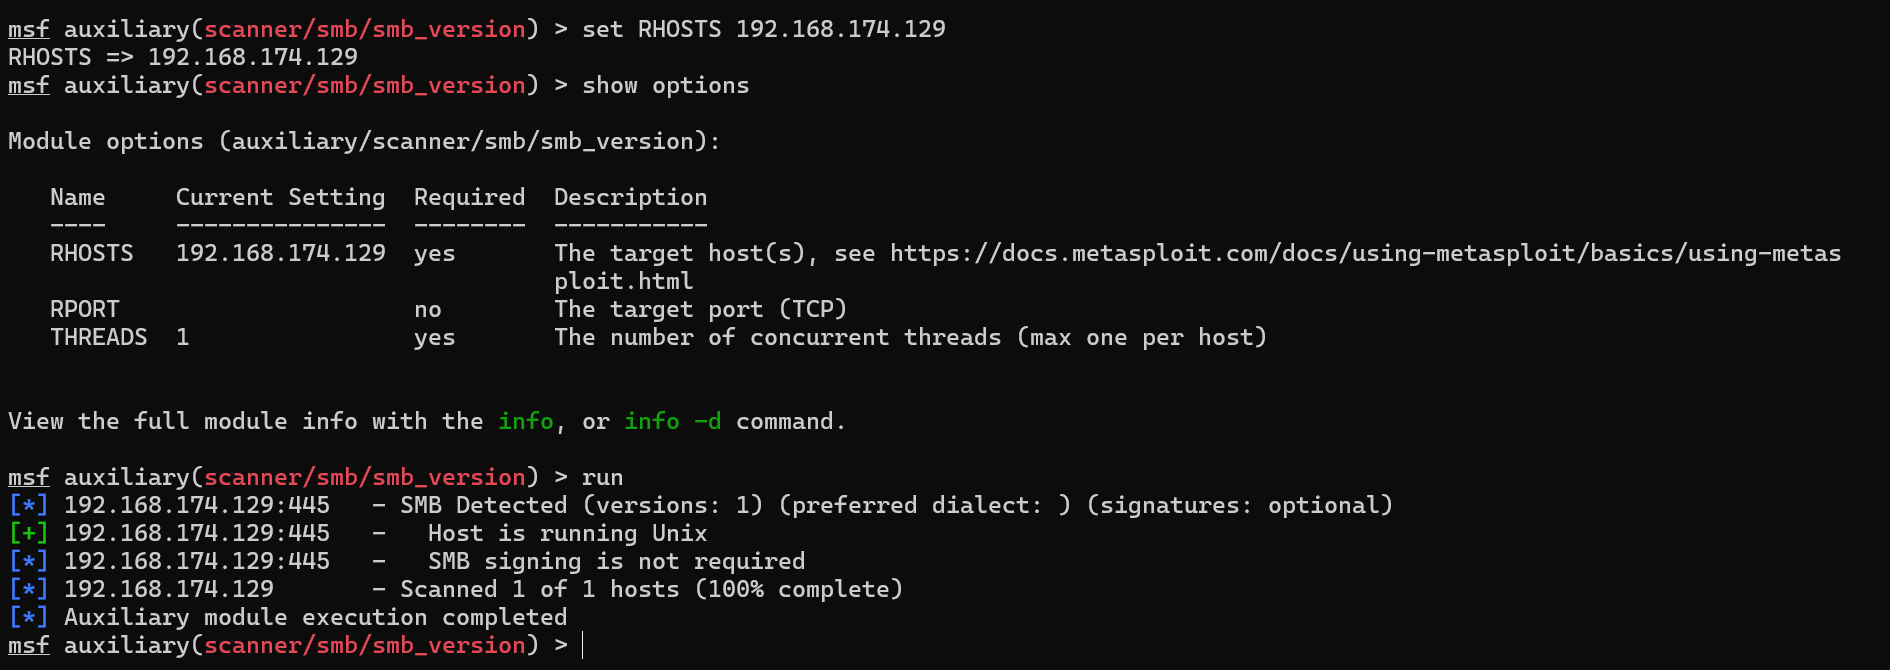 msf auxiliary(scanner/smb/smb_version) > set RHOSTS 192.168.174.129
RHOSTS => 192.168.174.129
msf auxiliary(scanner/smb/smb_version) > show options
Module options (auxiliary/scanner/smb/smb_version):
Name     Current Setting  Required  Description
----     ---------------  --------  -----------
RHOSTS   192.168.174.129  yes       The target host(s), see https://docs.metasploit.com/docs/using-metasploit/basics/using-metas
ploit.html
RPORT                     no        The target port (TCP)
THREADS  1                yes       The number of concurrent threads (max one per host)
View the full module info with the info, or info -d command.
msf auxiliary(scanner/smb/smb_version) > run
[*] 192.168.174.129:445   - SMB Detected (versions: 1) (preferred dialect: ) (signatures: optional)
[+] 192.168.174.129:445   -   Host is running Unix
[*] 192.168.174.129:445   -   SMB signing is not required
[*] 192.168.174.129       - Scanned 1 of 1 hosts (100% complete)
[*] Auxiliary module execution completed
msf auxiliary(scanner/smb/smb_version) >